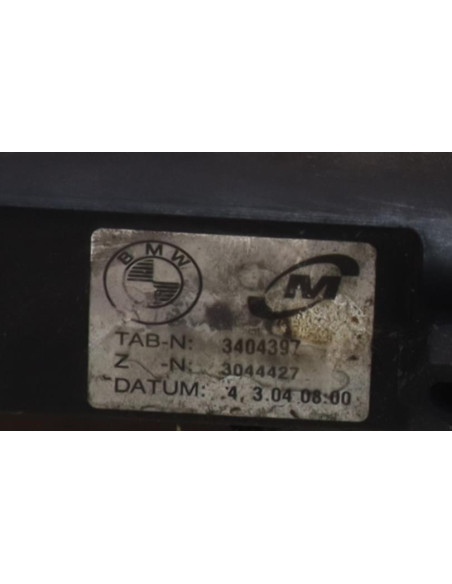 BMW
M
TAB-N: 3404397
Z -N: 3044427
DATUM: .4, 3.04 08:00